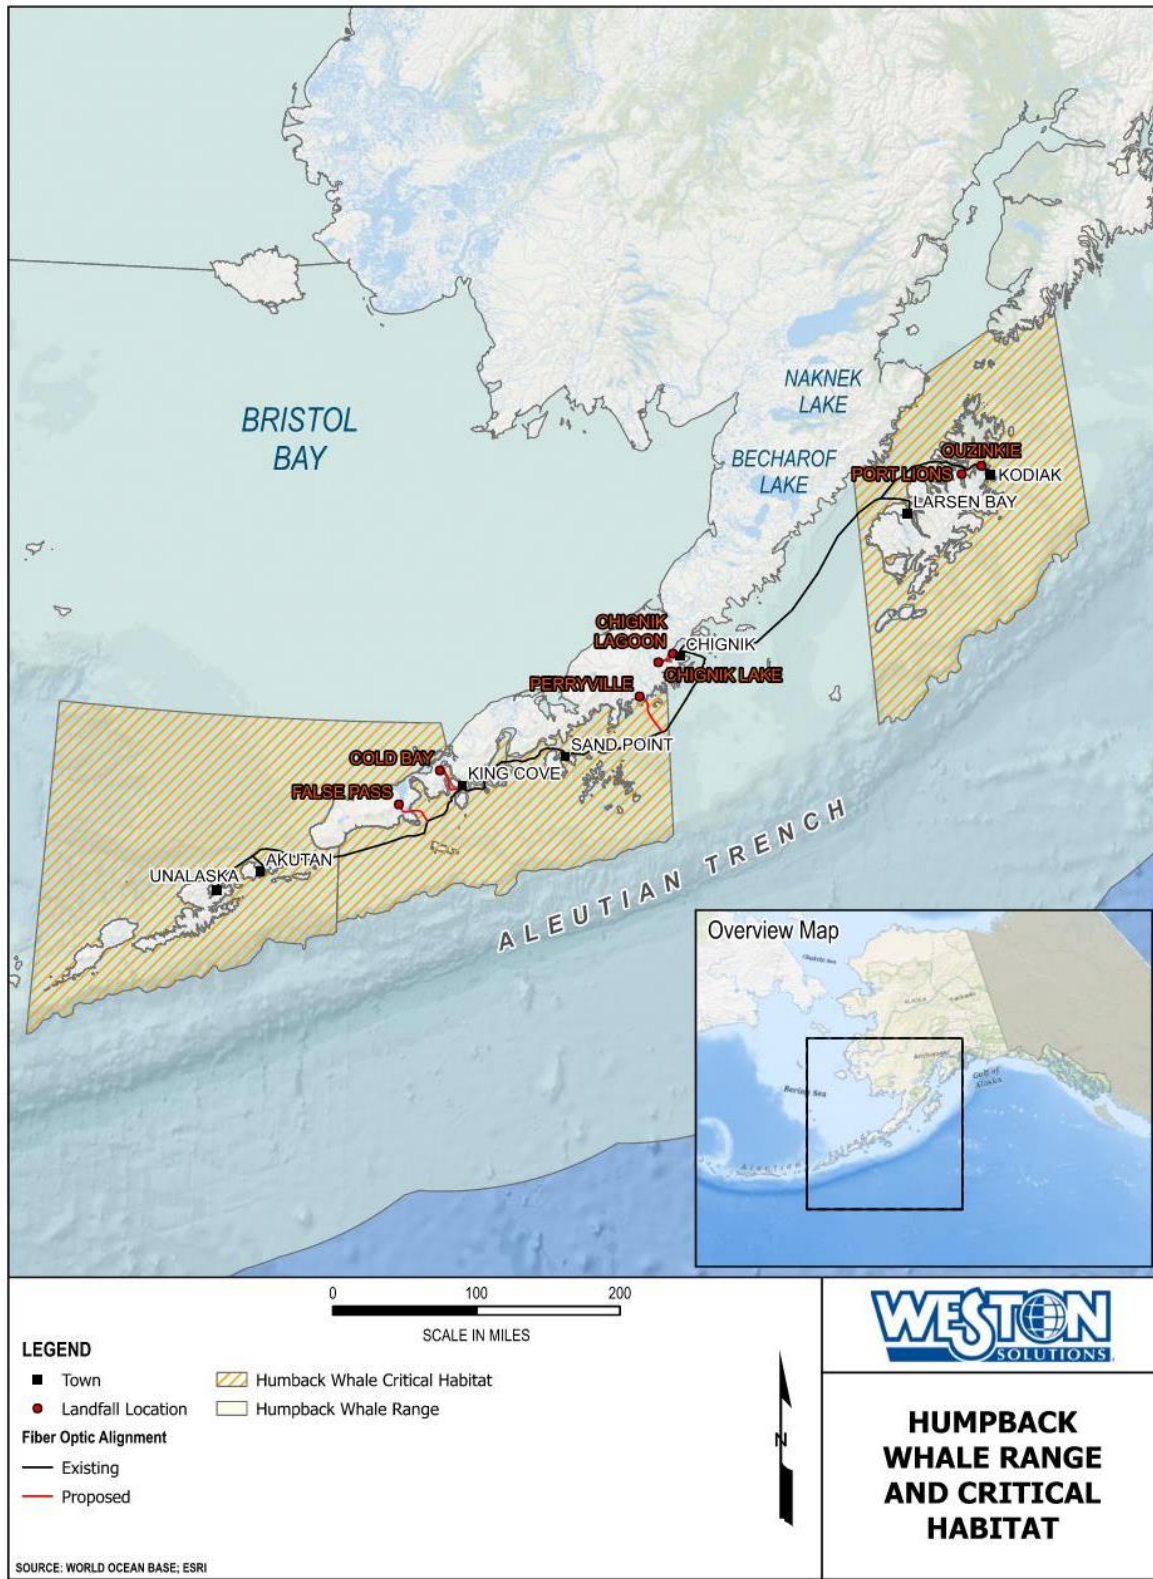 NAKNEK
LAKE
BRISTOL
BAY
BECHAROF
LAKE
OUZINKIE
PORT LIONS
KODIAK
LARSEN BAY
CHIGNIK
LAGOON
CHIGNIK
CHIGNIK LAKE
PERRYVILLE
SAND POINT
COLD BAY
KING COVE
FALSE PASS
AKUTAN
UNALASKA
ALEUTIAN TRENCH
Overview Map
ALASKA
Bering Sea
Gulf of
Alaska
Aleutian
0 100 200
SCALE IN MILES
LEGEND
Town
Landfall Location
Fiber Optic Alignment
Existing
Proposed
Humback Whale Critical Habitat
Humpback Whale Range
N
WESTON
SOLUTIONS
HUMPBACK
WHALE RANGE
AND CRITICAL
HABITAT
SOURCE: WORLD OCEAN BASE; ESRI